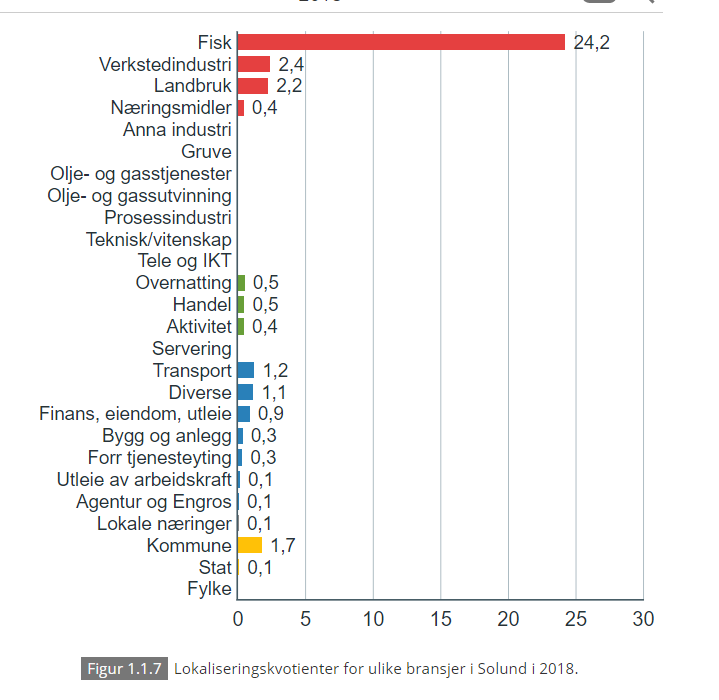 Fisk 24,2
Verkstedindustri 2,4
Landbruk 2,2
Næringsmidler 0,4
Anna industri
Gruve
Olje- og gasstjenester
Olje- og gassutvinning
Prosessindustri
Teknisk/vitenskap
Tele og IKT
Overnatting 0,5
Handel 0,5
Aktivitet 0,4
Servering
Transport 1,2
Diverse 1,1
Finans, eiendom, utleie 0,9
Bygg og anlegg 0,3
Forr tjenesteyting 0,3
Utleie av arbeidskraft 0,1
Agentur og Engros 0,1
Lokale næringer 0,1
Kommune 1,7
Stat 0,1
Fylke
0 5 10 15 20 25 30
Figur 1.1.7 Lokaliseringskvotienter for ulike bransjer i Solund i 2018.